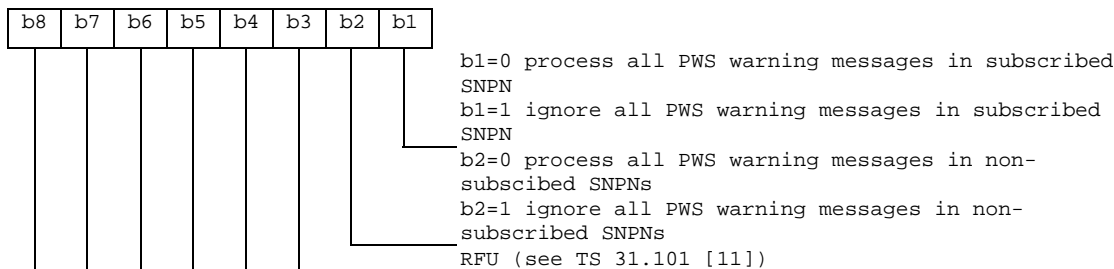 b8 b7 b6 b5 b4 b3 b2 b1
b1=0 process all PWS warning messages in subscribed
SNPN
b1=1 ignore all PWS warning messages in subscribed
SNPN
b2=0 process all PWS warning messages in non-
subscibed SNPNs
b2=1 ignore all PWS warning messages in non-
subscribed SNPNs
RFU (see TS 31.101 [11])